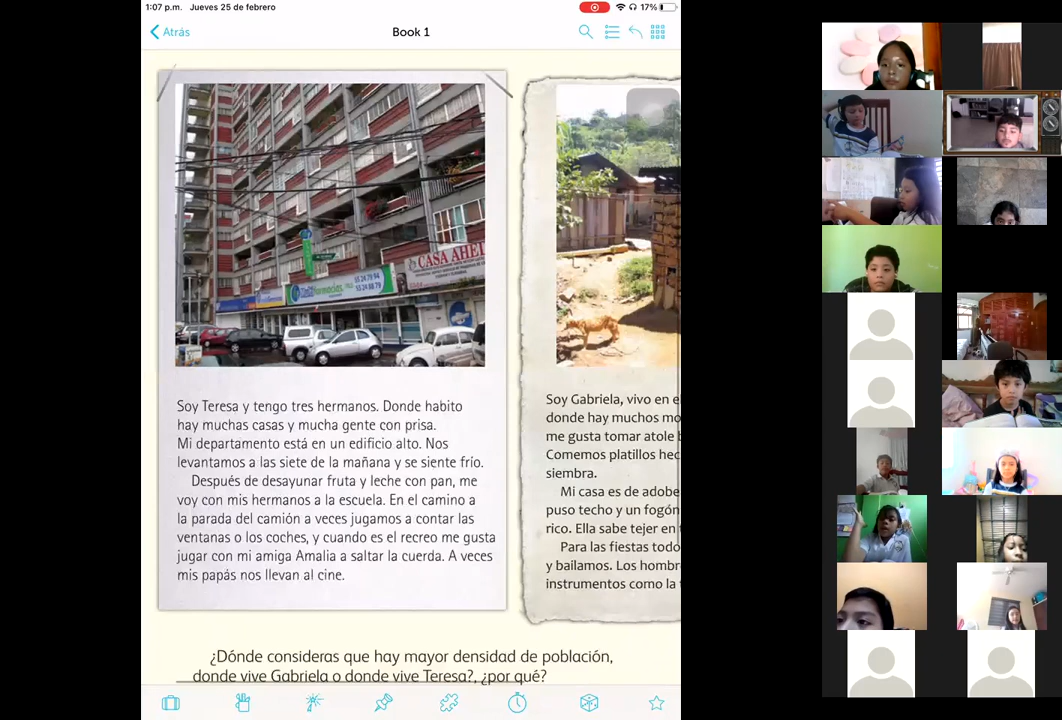 1:07 p.m. Jueves 25 de febrero
17%
Atrás
Book 1
CASA AHEI
Soy Teresa y tengo tres hermanos. Donde habito
hay muchas casas y mucha gente con prisa.
Mi departamento está en un edificio alto. Nos
levantamos a las siete de la mañana y se siente frío.
Después de desayunar fruta y leche con pan, me
voy con mis hermanos a la escuela. En el camino a
la parada del camión a veces jugamos a contar las
ventanas o los coches, y cuando es el recreo me gusta
jugar con mi amiga Amalia a saltar la cuerda. A veces
mis papás nos llevan al cine.
Soy Gabriela, vivo en e
donde hay muchos mo
me gusta tomar atole
Comemos platillos hec
siembra.
Mi casa es de adobe
puso techo y un fogón
rico. Ella sabe tejer en
Para las fiestas todo
y bailamos. Los hombr
instrumentos como la
¿Dónde consideras que hay mayor densidad de población,
donde vive Gabriela o donde vive Teresa?, ¿por qué?